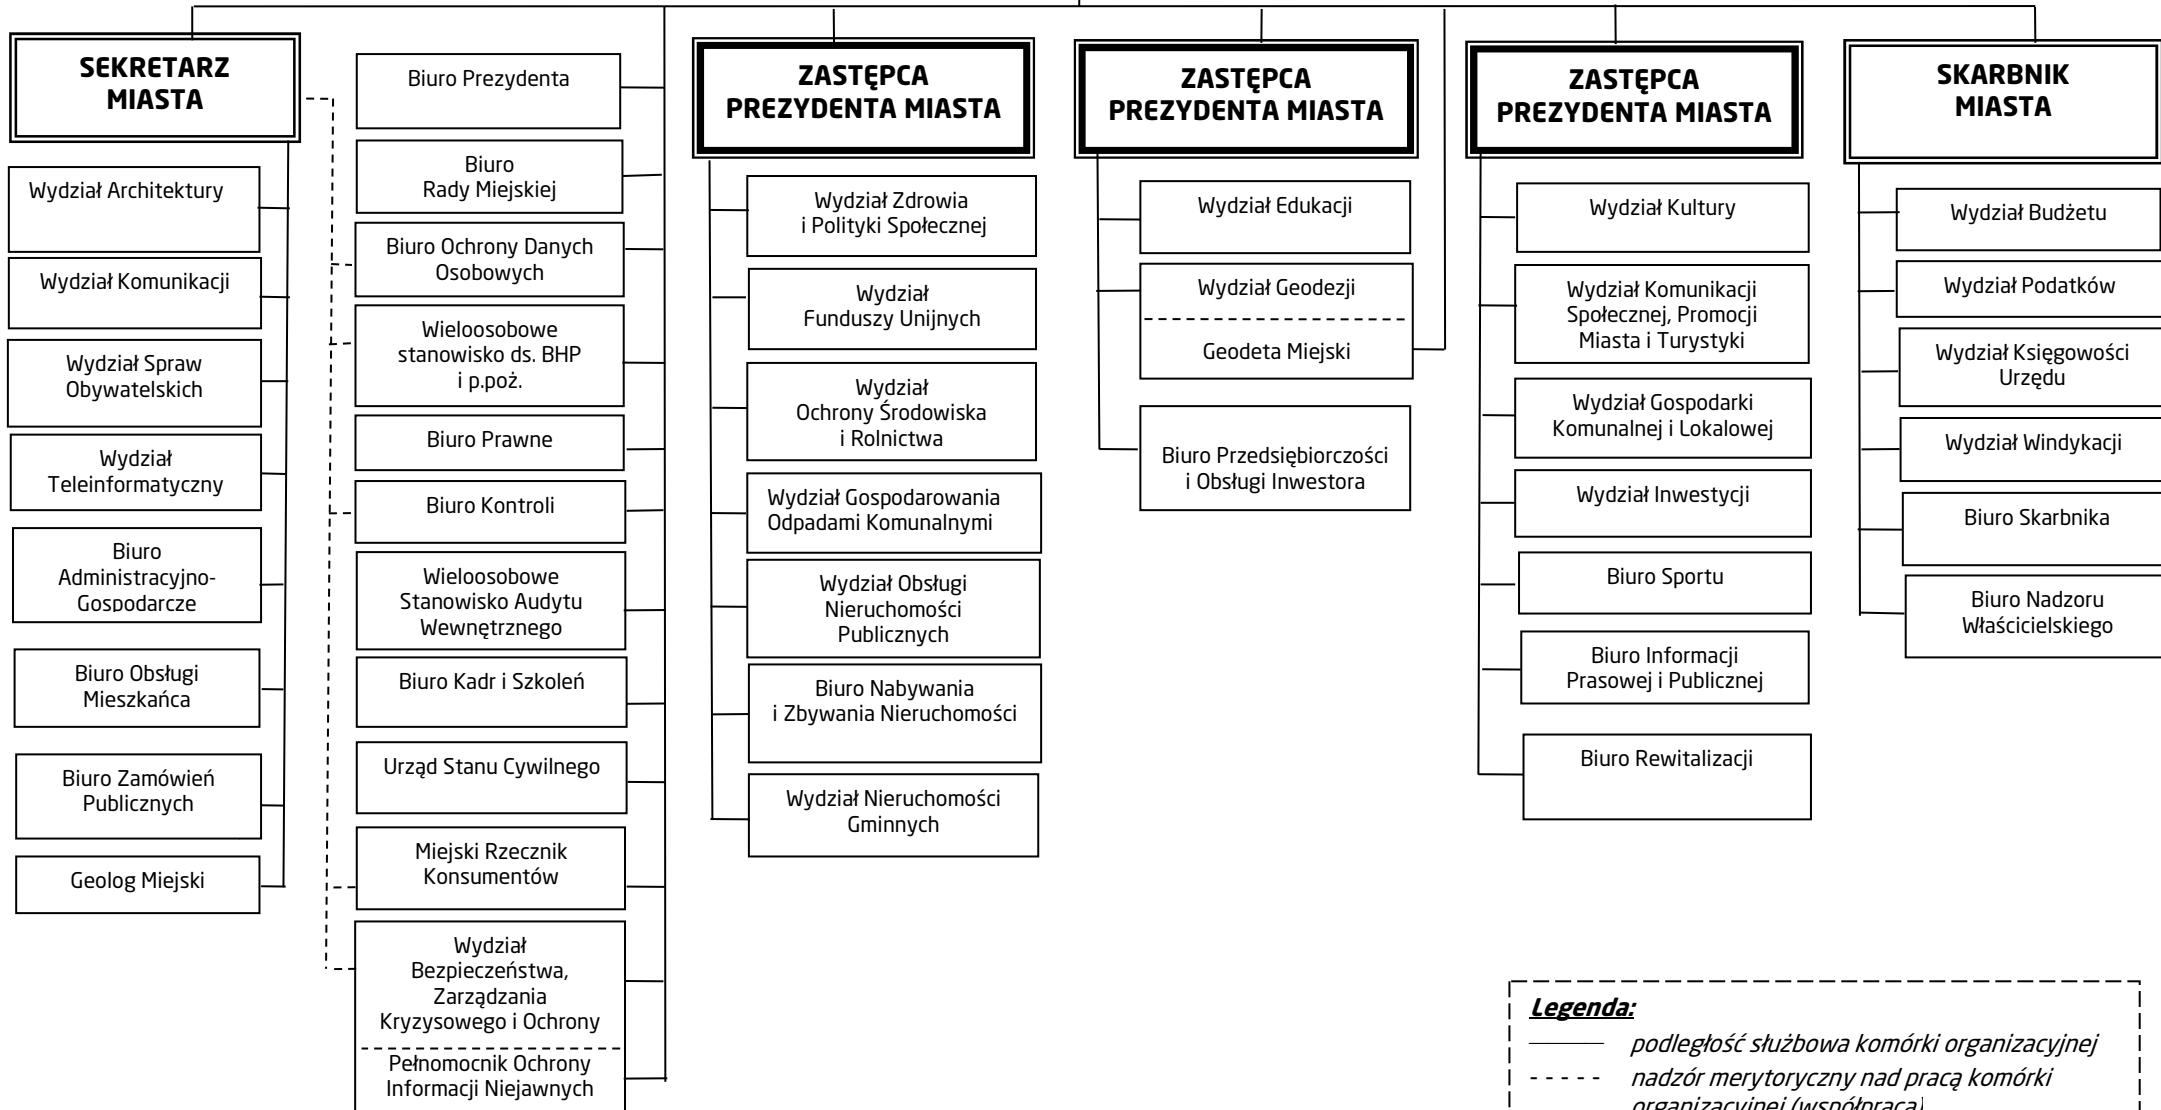 SEKRETARZ
MIASTA
Wydział Architektury
Wydział Komunikacji
Wydział Spraw
Obywatelskich
Wydział
Teleinformatyczny
Biuro
Administracyjno-
Gospodarcze
Biuro Obsługi
Mieszkańca
Biuro Zamówień
Publicznych
Geolog Miejski
Biuro Prezydenta
Biuro
Rady Miejskiej
Biuro Ochrony Danych
Osobowych
Wieloosobowe
stanowisko ds. BHP
i p.poż.
Biuro Prawne
Biuro Kontroli
Wieloosobowe
Stanowisko Audytu
Wewnętrznego
Biuro Kadr i Szkoleń
Urząd Stanu Cywilnego
Miejski Rzecznik
Konsumentów
Wydział
Bezpieczeństwa,
Zarządzania
Kryzysowego i Ochrony
Pełnomocnik Ochrony
Informacji Niejawnych
ZASTĘPCA
PREZYDENTA MIASTA
Wydział Zdrowia
i Polityki Społecznej
Wydział
Funduszy Unijnych
Wydział
Ochrony Środowiska
i Rolnictwa
Wydział Gospodarowania
Odpadami Komunalnymi
Wydział Obsługi
Nieruchomości
Publicznych
Biuro Nabywania
i Zbywania Nieruchomości
Wydział Nieruchomości
Gminnych
ZASTĘPCA
PREZYDENTA MIASTA
Wydział Edukacji
Wydział Geodezji
Geodeta Miejski
Biuro Przedsiębiorczości
i Obsługi Inwestora
ZASTĘPCA
PREZYDENTA MIASTA
Wydział Kultury
Wydział Komunikacji
Społecznej, Promocji
Miasta i Turystyki
Wydział Gospodarki
Komunalnej i Lokalowej
Wydział Inwestycji
Biuro Sportu
Biuro Informacji
Prasowej i Publicznej
Biuro Rewitalizacji
SKARBNIK
MIASTA
Wydział Budżetu
Wydział Podatków
Wydział Księgowości
Urzędu
Wydział Windykacji
Biuro Skarbnika
Biuro Nadzoru
Właścicielskiego
Legenda:
podległość służbowa komórki organizacyjnej
nadzór merytoryczny nad pracą komórki
organizacyjnej (współpraca)